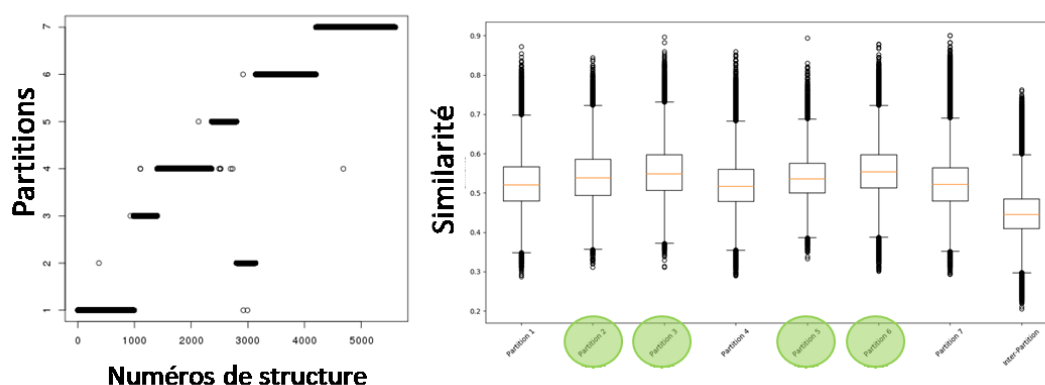 Partitions
7
6
5
4
3
2
1
0
1000
2000
3000
4000
5000
Numéros de structure
Similarité
0.9
0.8
0.7
0.6
0.5
0.4
0.3
0.2
Partition 1
Partition 2
Partition 3
Partition 4
Partition 5
Partition 6
Partition 7
Inter-Partition